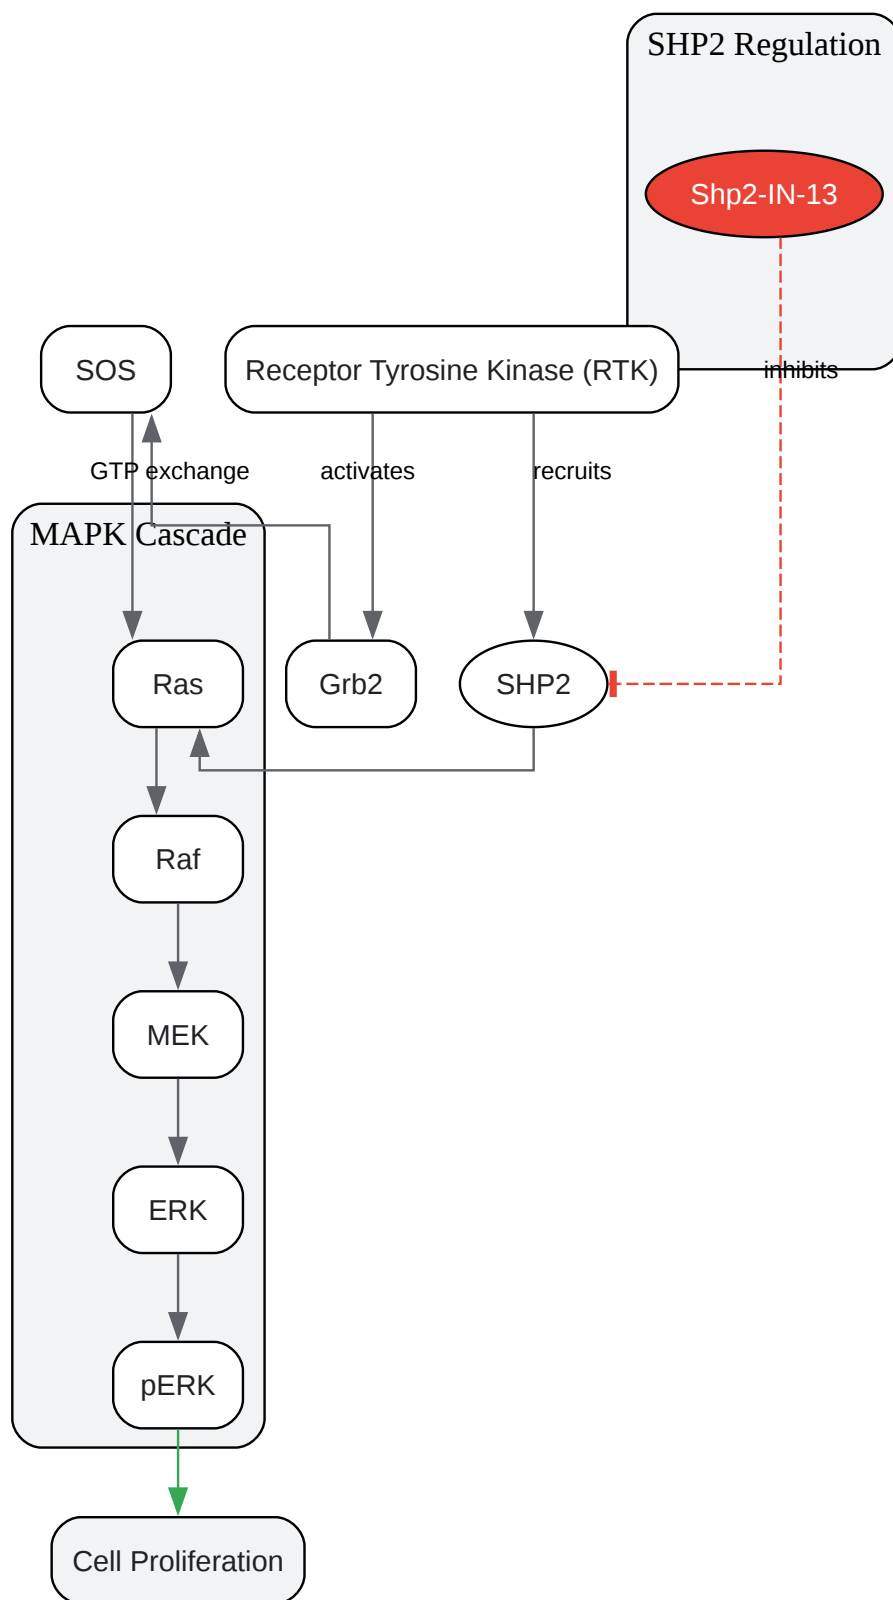 SHP2 Regulation
Shp2-IN-13
SOS
Receptor Tyrosine Kinase (RTK)
inhibits
GTP exchange
activates
recruits
MAPK Cascade
Ras
Grb2
SHP2
Raf
MEK
ERK
pERK
Cell Proliferation